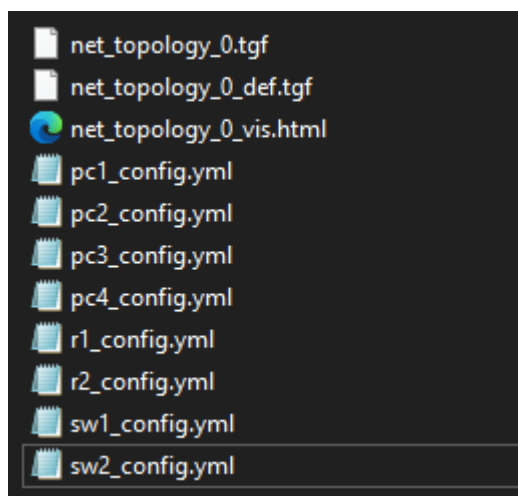 net_topology_0.tgf
net_topology_0_def.tgf
net_topology_0_vis.html
pc1_config.yml
pc2_config.yml
pc3_config.yml
pc4_config.yml
r1_config.yml
r2_config.yml
sw1_config.yml
sw2_config.yml